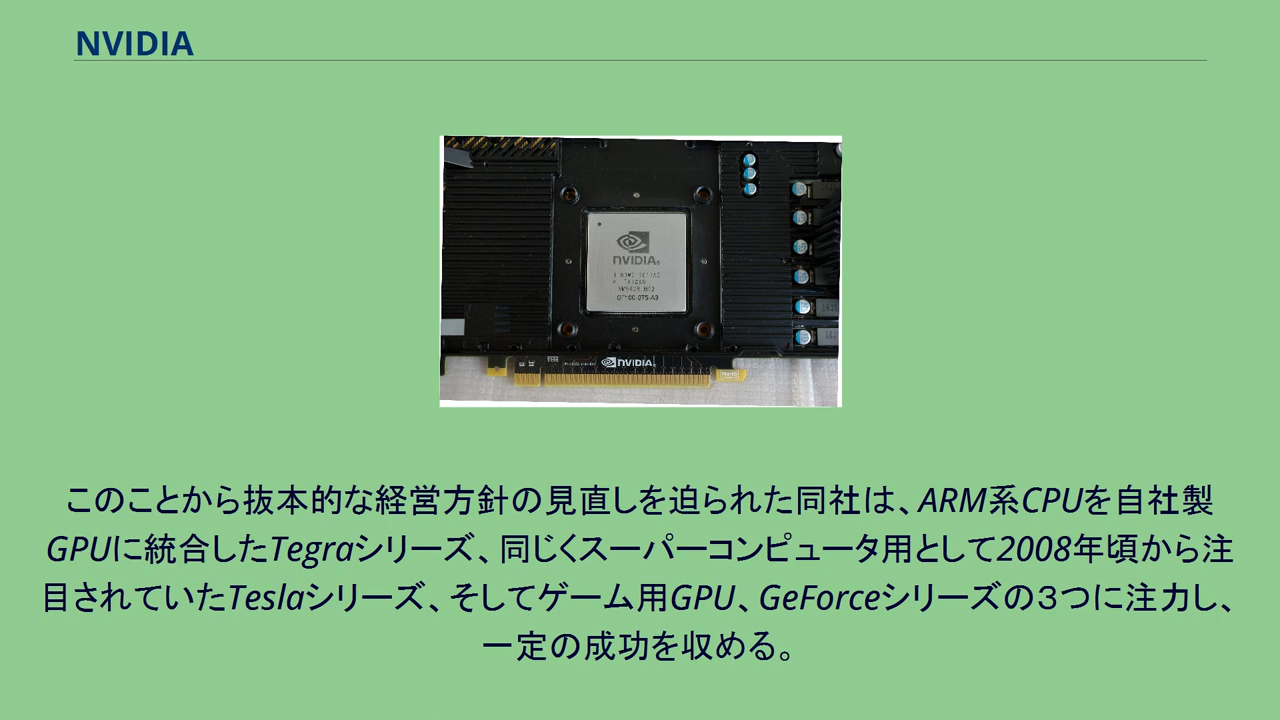 NVIDIA
NVIDIA
GF100-375-A3
NVIDIA
このことから抜本的な経営方針の見直しを迫られた同社は、ARM系CPUを自社製
GPUに統合したTegraシリーズ、同じくスーパーコンピュータ用として2008年頃から注
目されていたTeslaシリーズ、そしてゲーム用GPU、GeForceシリーズの３つに注力し、
一定の成功を収める。